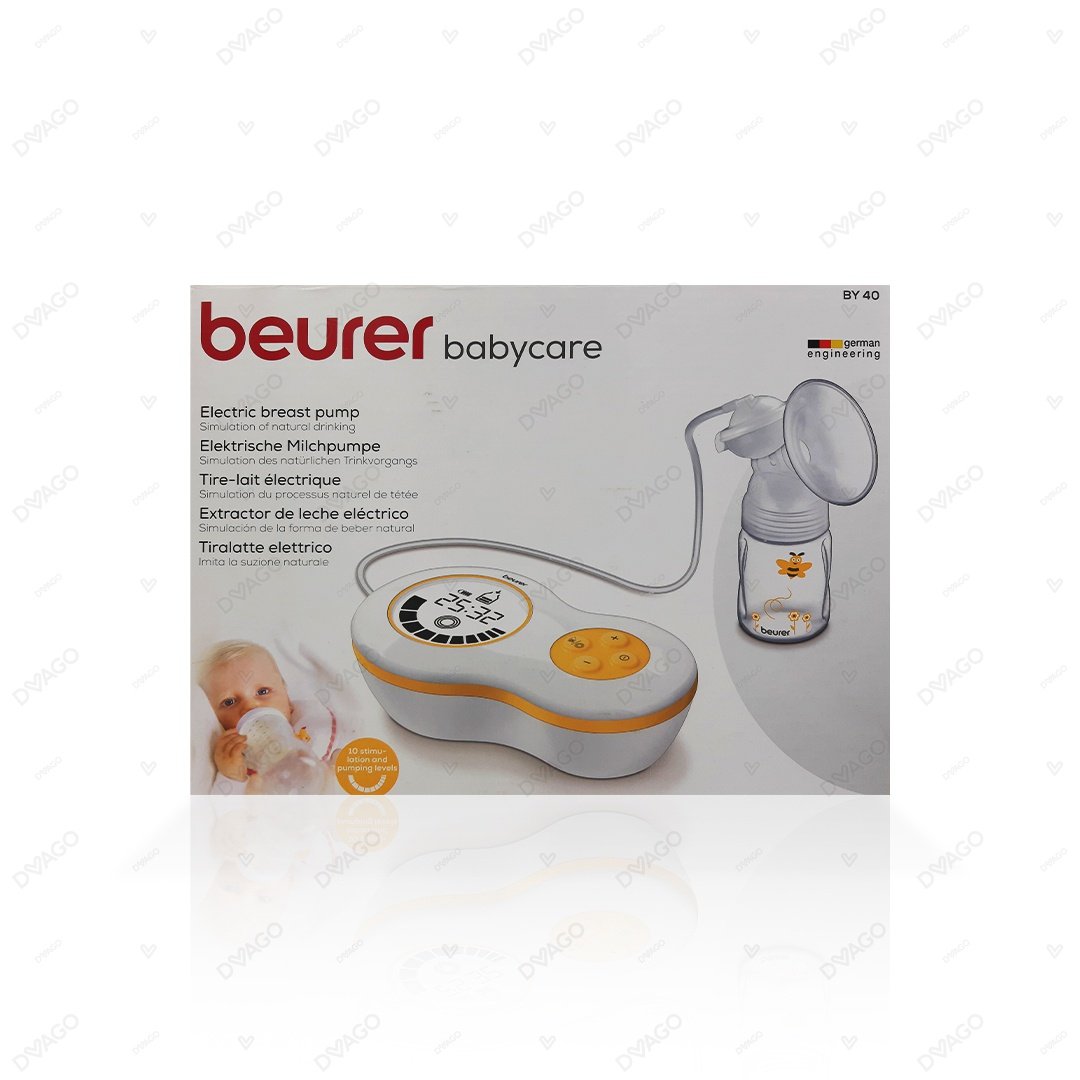 BY 40
beurer babycare
german
engineering
Electric breast pump
Simulation of natural drinking
Elektrische Milchpumpe
Simulation des natürlichen Trinkvorgangs
Tire-lait électrique
Simulation du processus naturel de tétée
Extractor de leche eléctrico
Simulación de la forma de beber natural
Tiralatte elettrico
Imita la suzione naturale
beurer
25:32
beurer
10 stimu-
lation and
pumping levels
DVAGO